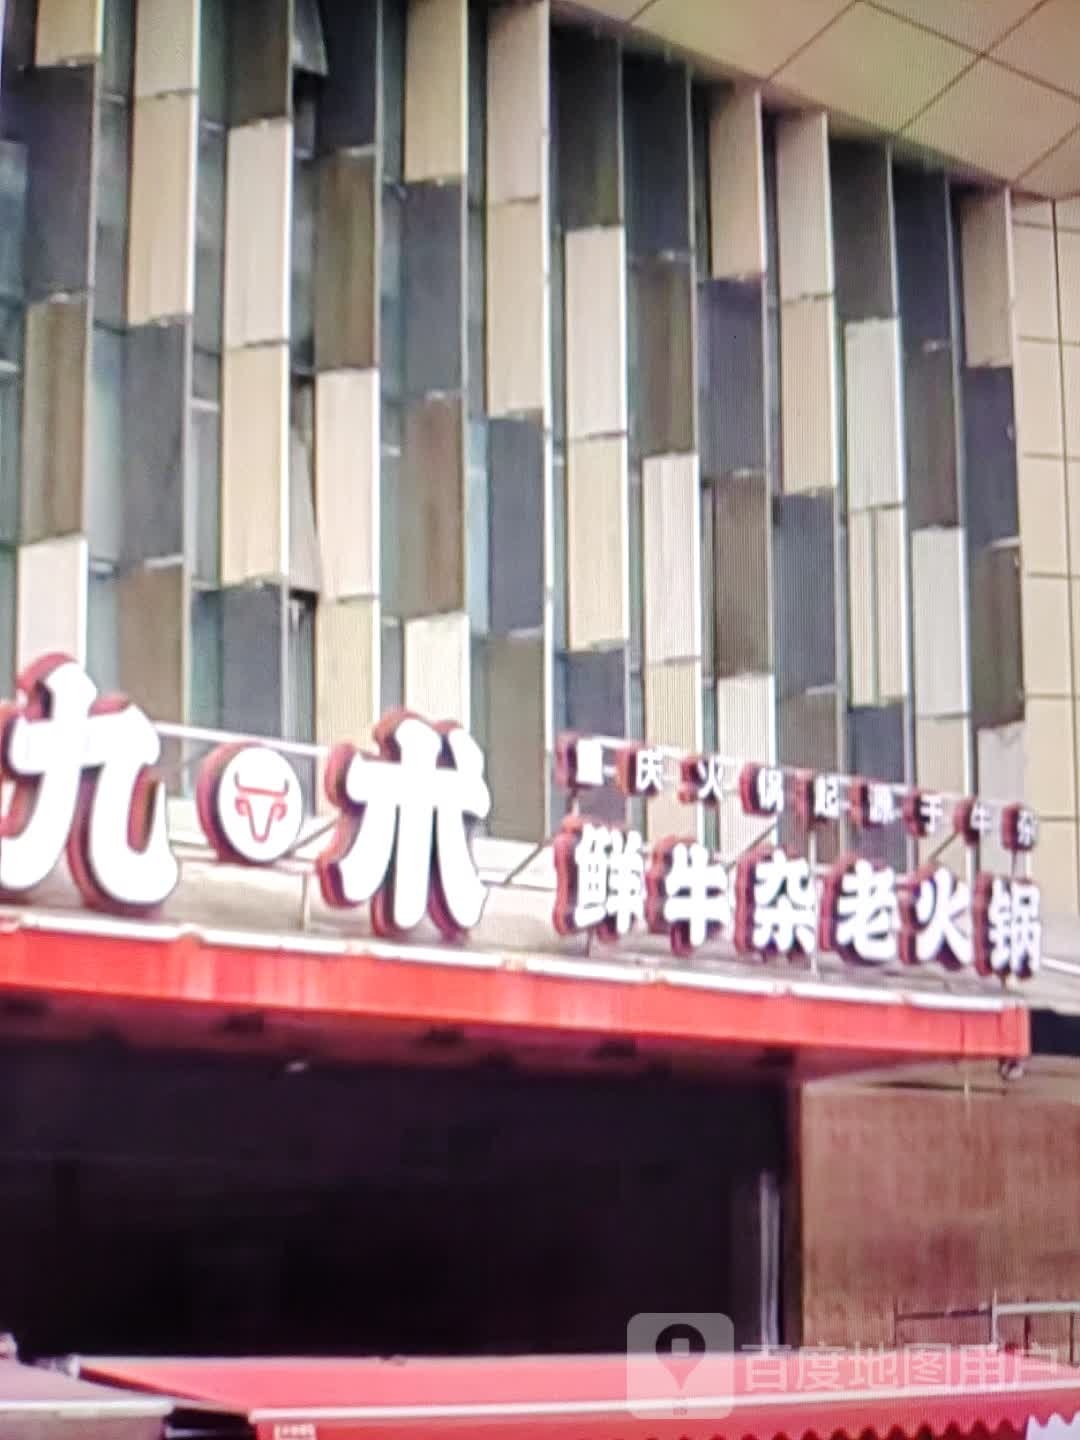 九木
重庆火锅起源于牛杂
鲜牛杂老火锅
百度地图用户